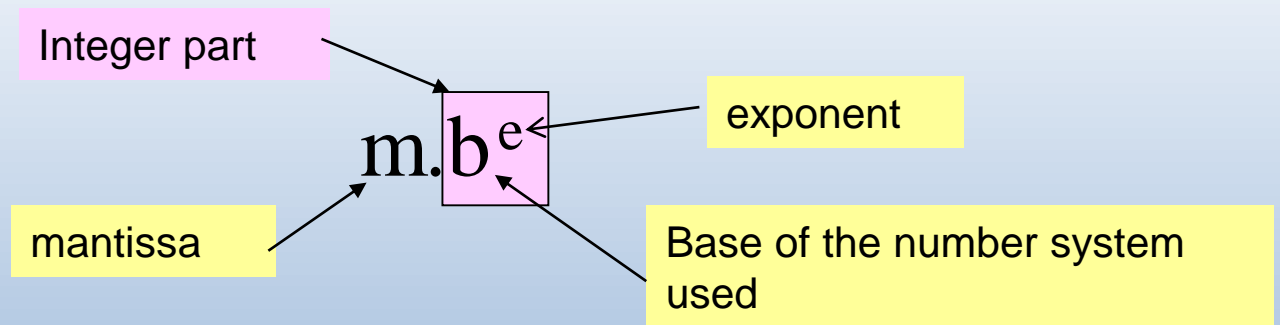 Integer part
exponent
m.bᵉ
mantissa
Base of the number system
used